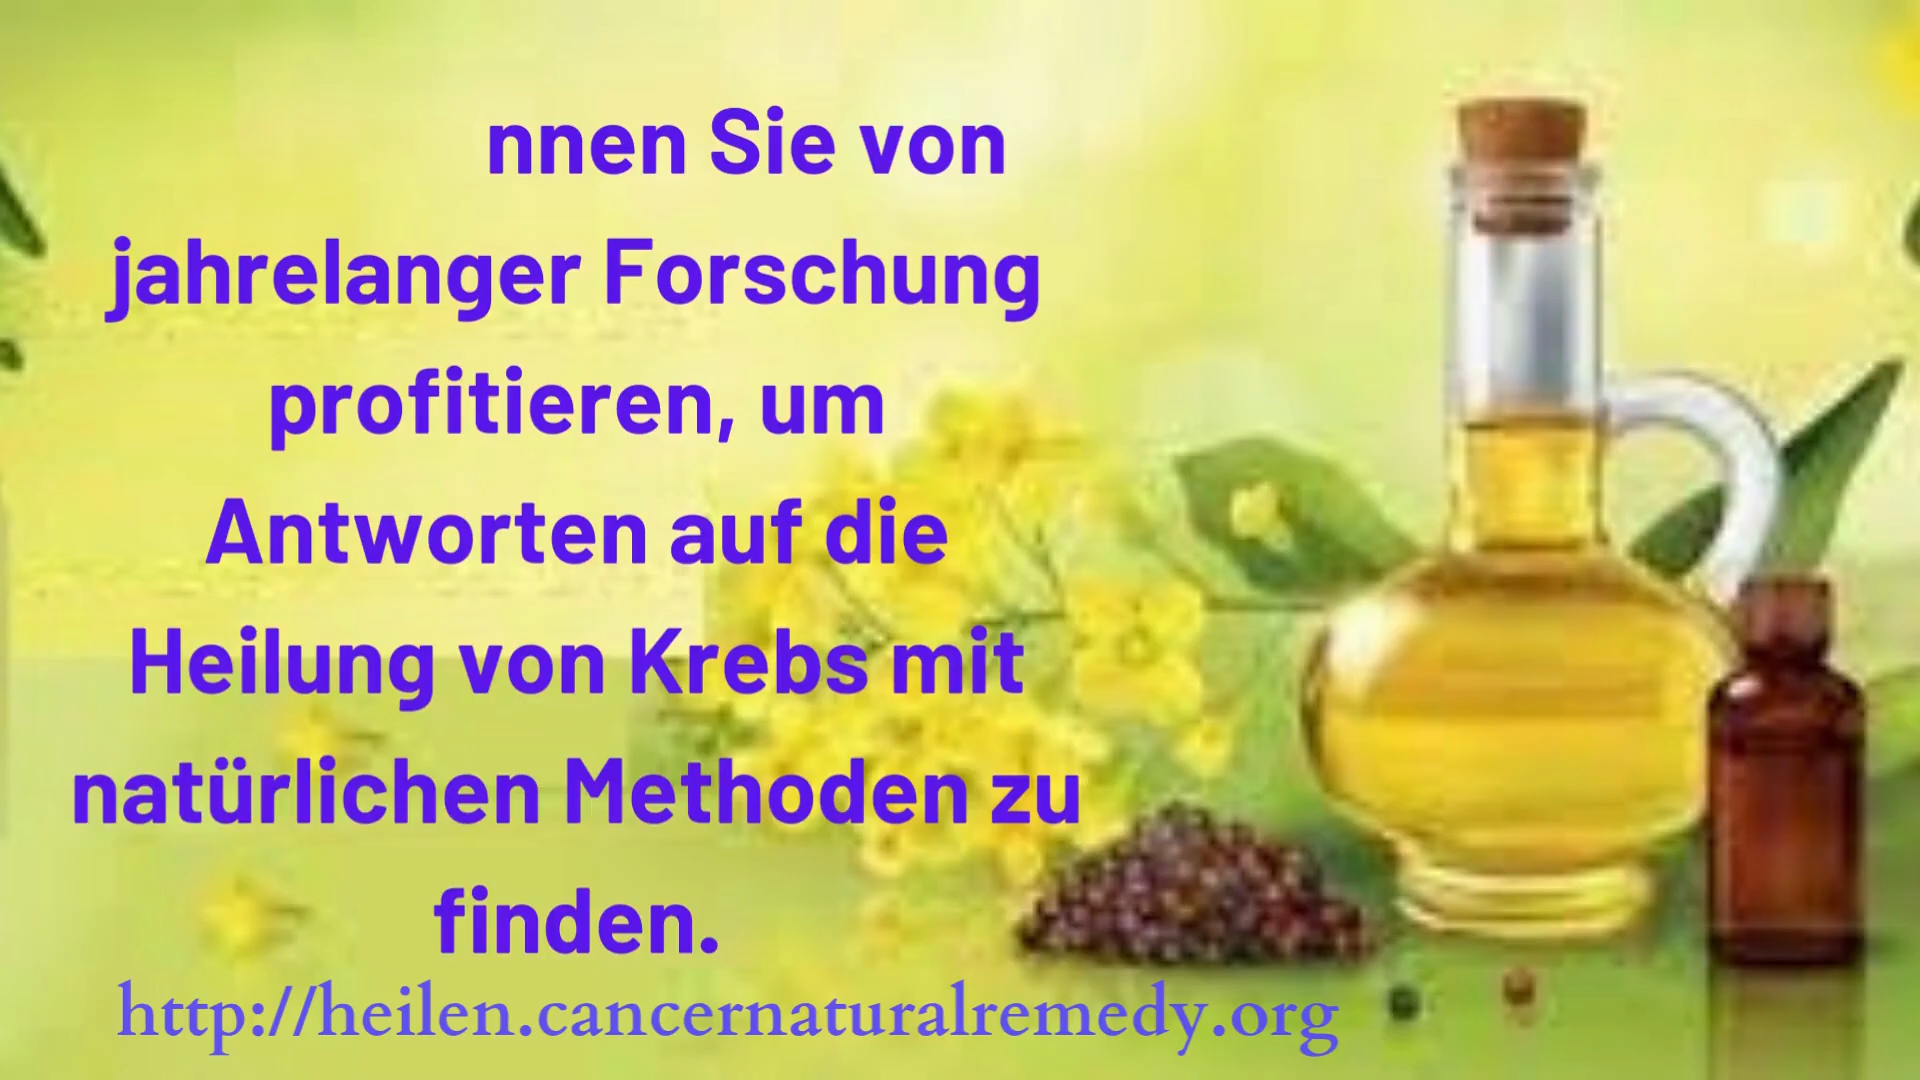 nnen Sie von
jahrelanger Forschung
profitieren, um
Antworten auf die
Heilung von Krebs mit
natürlichen Methoden zu
finden.
http://heilen.cancernaturalremedy.org